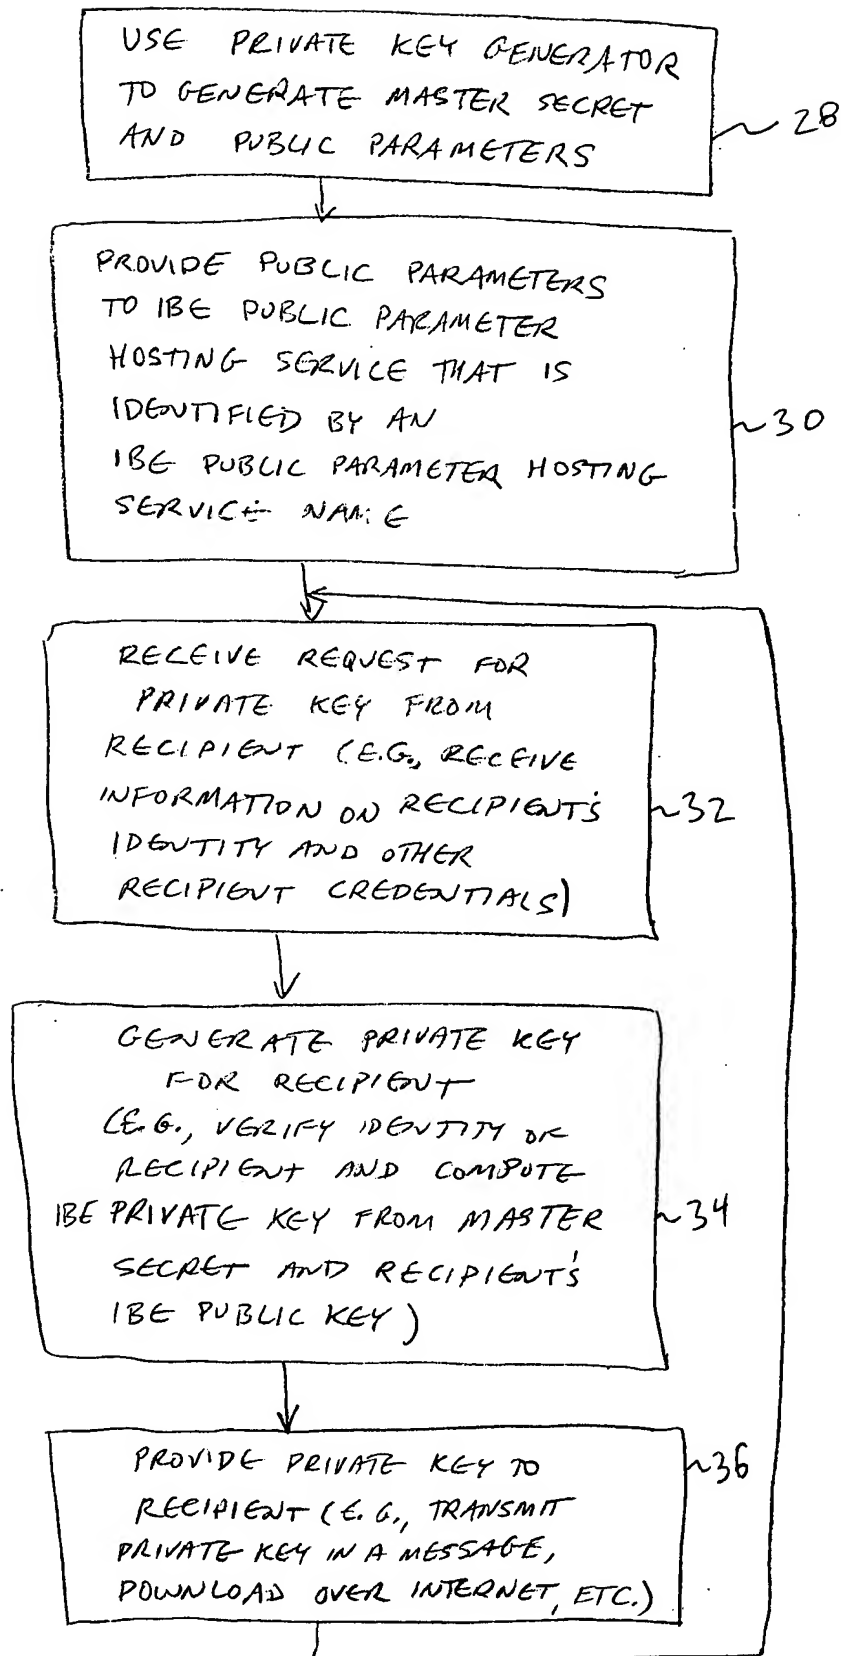 USE PRIVATE KEY GENERATOR
TO GENERATE MASTER SECRET
AND PUBLIC PARAMETERS
28
PROVIDE PUBLIC PARAMETERS
TO IBE PUBLIC PARAMETER
HOSTING SERVICE THAT IS
IDENTIFIED BY AN
IBE PUBLIC PARAMETER HOSTING
SERVICE NAME
30
RECEIVE REQUEST FOR
PRIVATE KEY FROM
RECIPIENT (E.G., RECEIVE
INFORMATION ON RECIPIENT'S
IDENTITY AND OTHER
RECIPIENT CREDENTIALS)
32
GENERATE PRIVATE KEY
FOR RECIPIENT
(E.G., VERIFY IDENTITY OF
RECIPIENT AND COMPUTE
IBE PRIVATE KEY FROM MASTER
SECRET AND RECIPIENT'S
IBE PUBLIC KEY)
34
PROVIDE PRIVATE KEY TO
RECIPIENT (E.G., TRANSMIT
PRIVATE KEY IN A MESSAGE,
DOWNLOAD OVER INTERNET, ETC.)
36